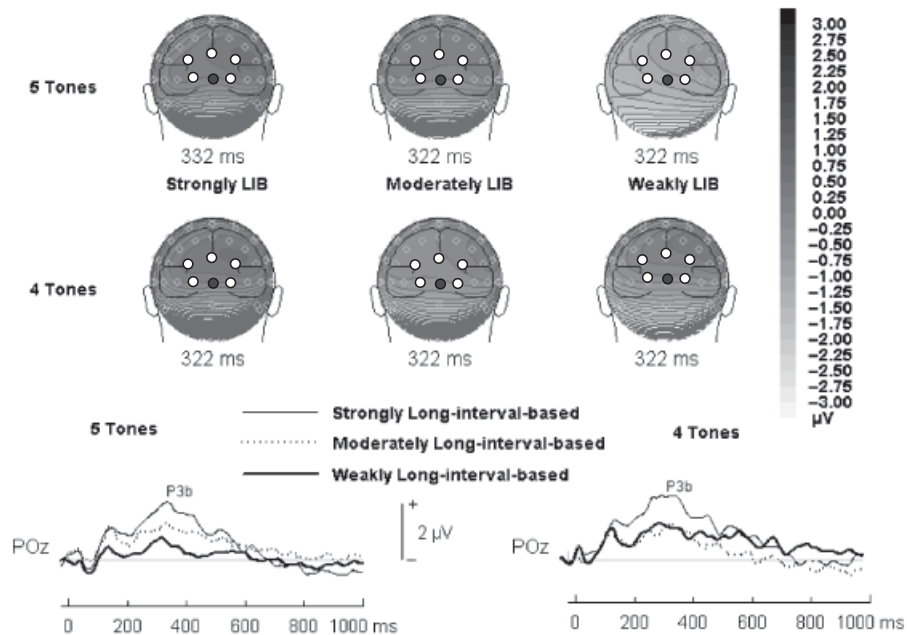 5 Tones
332 ms
322 ms
322 ms
Strongly LIB
Moderately LIB
Weakly LIB
4 Tones
322 ms
322 ms
322 ms
3.00
2.75
2.50
2.25
2.00
1.75
1.50
1.25
1.00
0.75
0.50
0.25
0.00
−0.25
−0.50
−0.75
−1.00
−1.25
−1.50
−1.75
−2.00
−2.25
−2.50
−2.75
−3.00
μV
Strongly Long-interval-based
Moderately Long-interval-based
Weakly Long-interval-based
5 Tones
P3b
POz
+
2 μV
−
0 200 400 600 800 1000 ms
4 Tones
P3b
POz
0 200 400 600 800 1000 ms